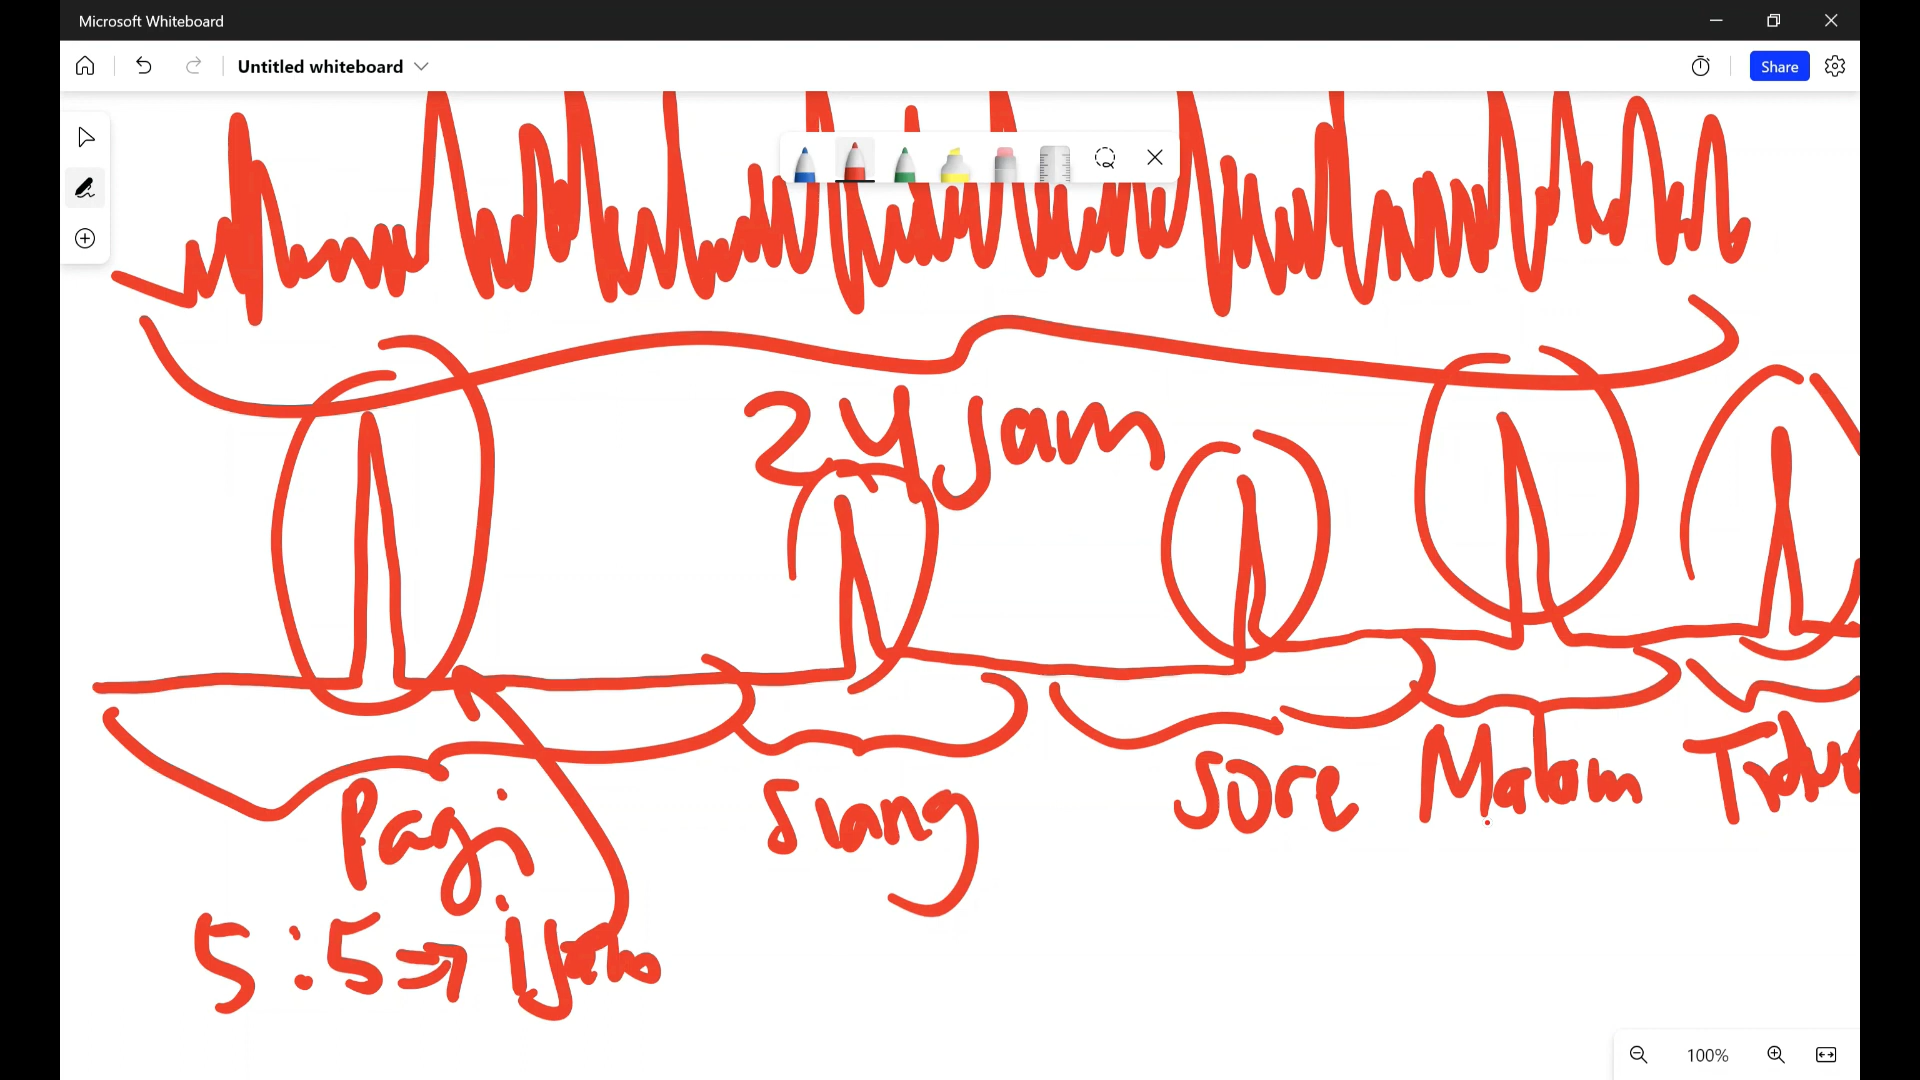 Microsoft Whiteboard
Untitled whiteboard
Share
24 Jam
Pagi Siang Sore Malam
5:5→
100%